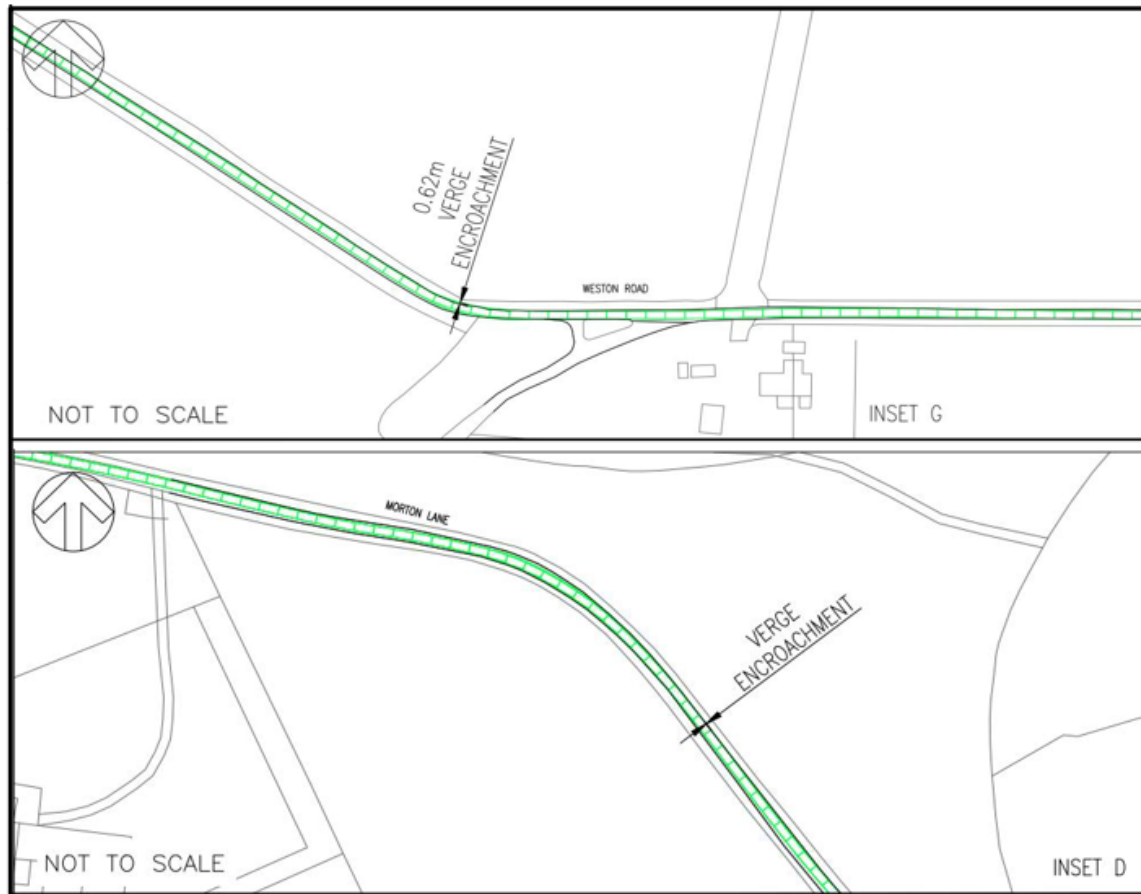 0.62m
VERGE
ENCROACHMENT
WESTON ROAD
NOT TO SCALE
INSET G
MORTON LANE
VERGE
ENCROACHMENT
NOT TO SCALE
INSET D